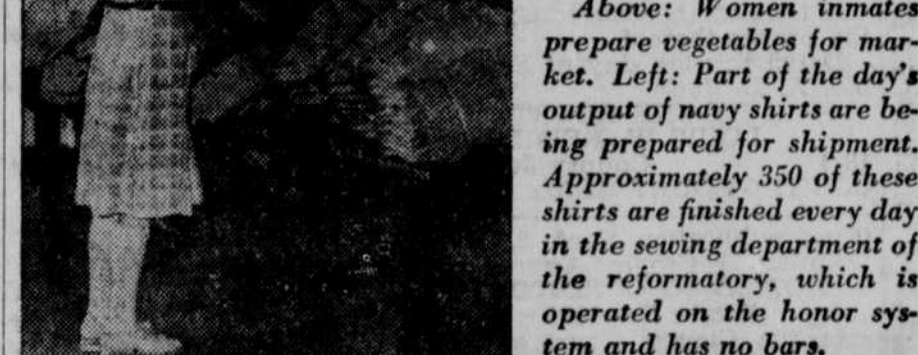 Above: Women inmates
prepare vegetables for mar-
ket. Left: Part of the day's
output of navy shirts are be-
ing prepared for shipment.
Approximately 350 of these
shirts are finished every day
in the sewing department of
the reformatory, which is
operated on the honor sys-
tem and has no bars.